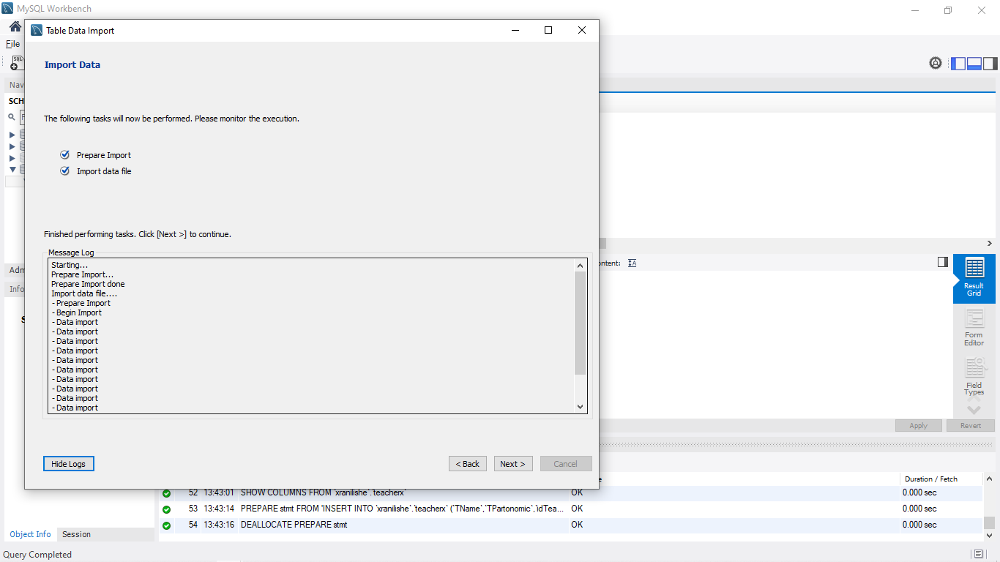 MySQL Workbench
Table Data Import
File
Import Data
Nav
SCH
The following tasks will now be performed. Please monitor the execution.
Prepare Import
Import data file
Finished performing tasks. Click [Next >] to continue.
Message Log
Starting...
Prepare Import...
Prepare Import done
Import data file....
- Prepare Import
- Begin Import
- Data import
- Data import
- Data import
- Data import
- Data import
- Data import
- Data import
- Data import
- Data import
- Data import
Adm
Info
ontent:
Result
Grid
Form
Editor
Field
Types
Apply
Revert
Hide Logs
< Back
Next >
Cancel
Duration / Fetch
52 13:43:01 SHOW COLUMNS FROM `xranilishe`.`teacherx` OK 0.000 sec
53 13:43:14 PREPARE stmt FROM 'INSERT INTO `xranilishe`.`teacherx` (`TName`,`TPartonomic`,`idTea... OK 0.000 sec
54 13:43:16 DEALLOCATE PREPARE stmt OK 0.000 sec
Object Info
Session
Query Completed